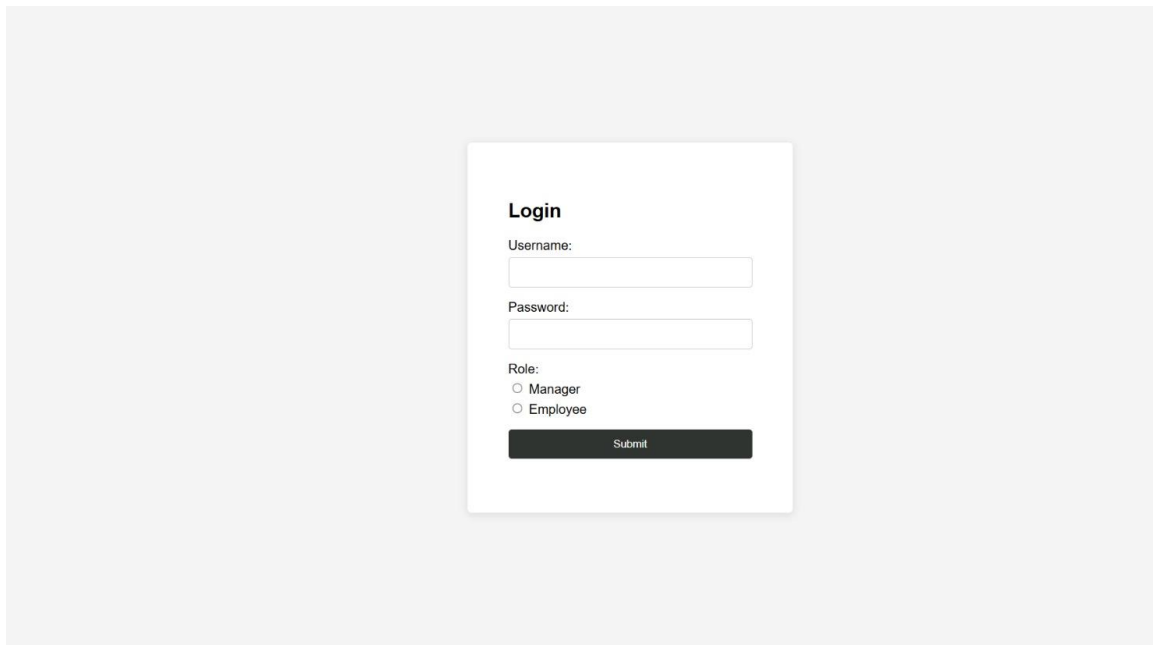 Login
Username:
Password:
Role:
Manager
Employee
Submit